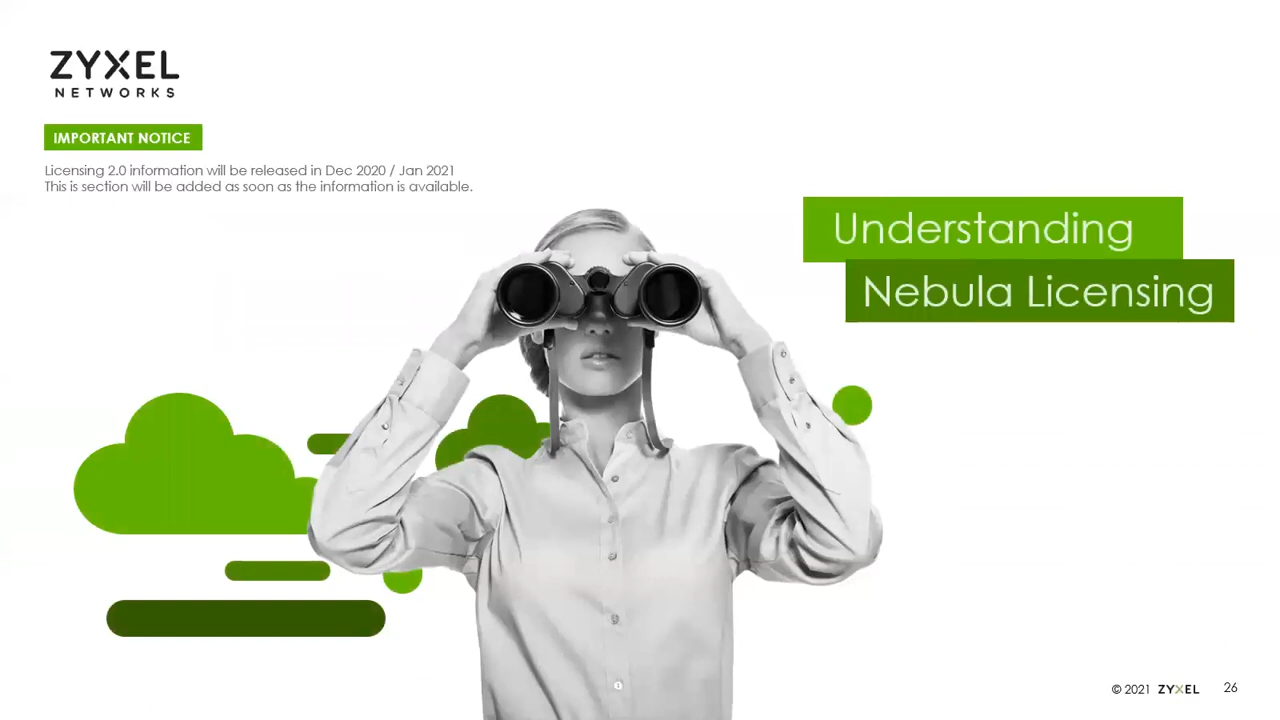 ZYXEL
NETWORKS
IMPORTANT NOTICE
Licensing 2.0 information will be released in Dec 2020 / Jan 2021
This is section will be added as soon as the information is available.
Understanding
Nebula Licensing
© 2021 ZYXEL 26